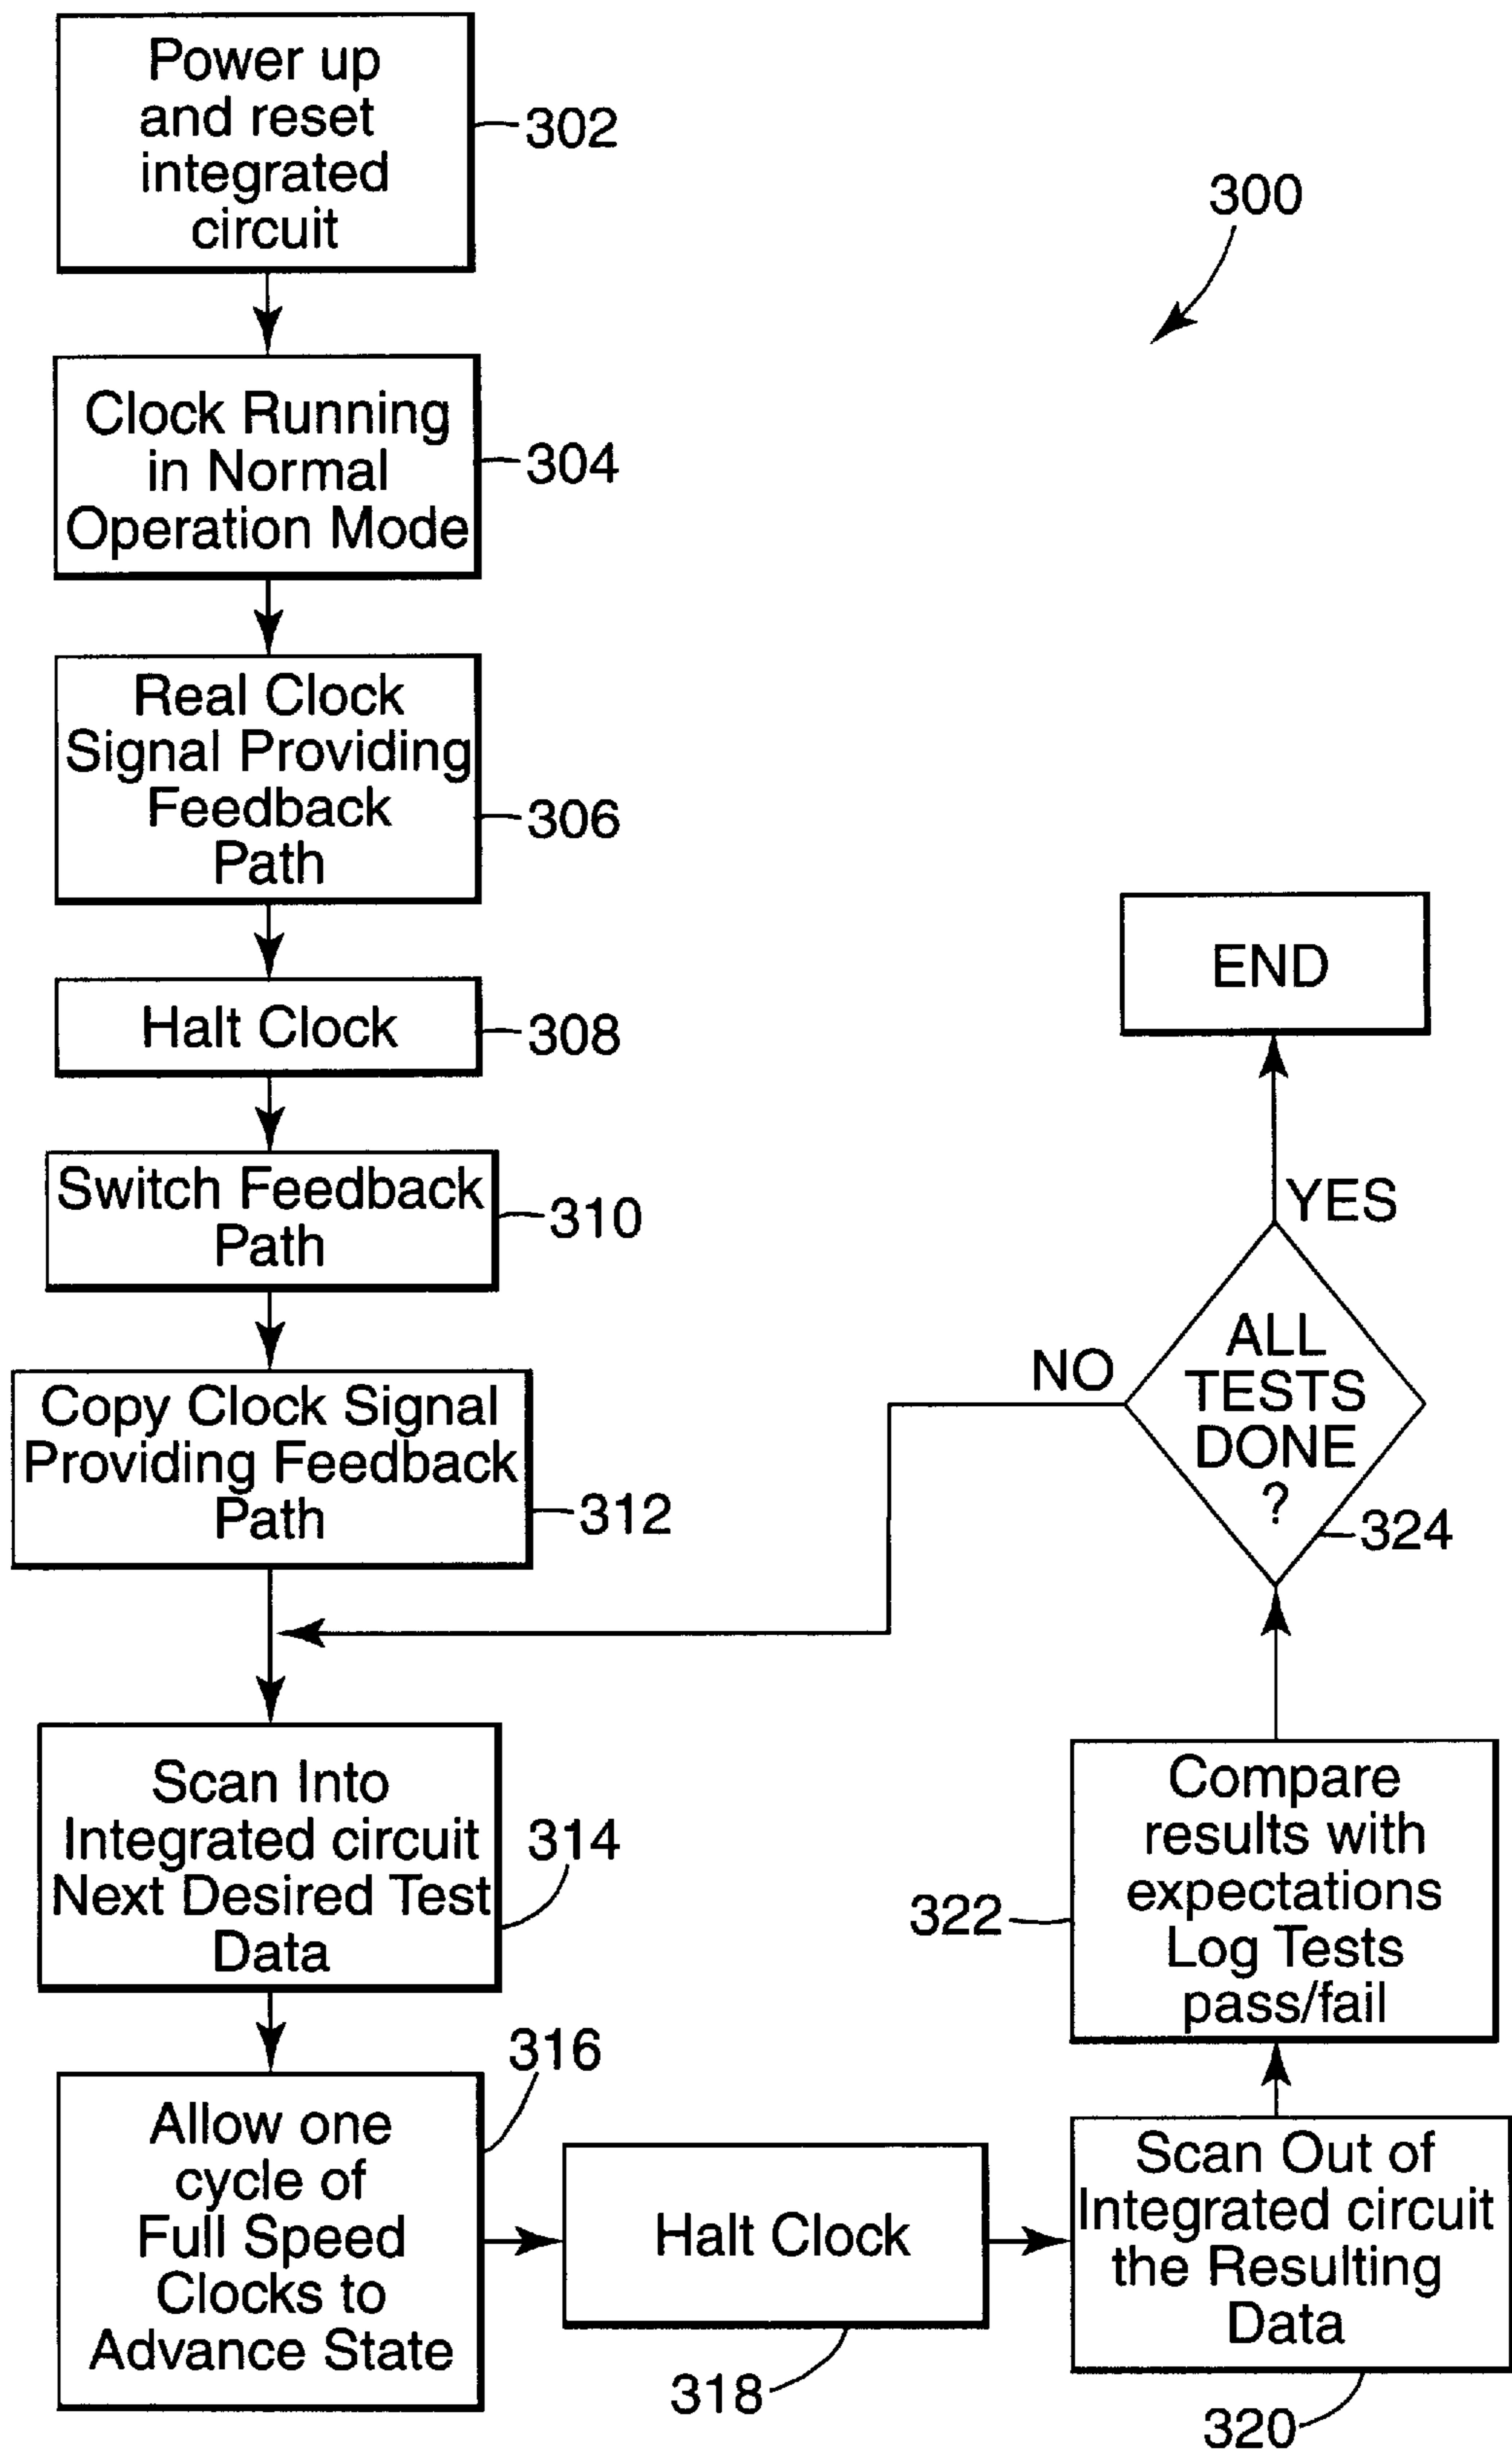 Power up
and reset
integrated
circuit
302
300
Clock Running
in Normal
Operation Mode
304
Real Clock
Signal Providing
Feedback
Path
306
Halt Clock
308
Switch Feedback
Path
310
Copy Clock Signal
Providing Feedback
Path
312
Scan Into
Integrated circuit
Next Desired Test
Data
314
Allow one
cycle of
Full Speed
Clocks to
Advance State
316
Halt Clock
318
Scan Out of
Integrated circuit
the Resulting
Data
320
Compare
results with
expectations
Log Tests
pass/fail
322
ALL
TESTS
DONE
?
324
NO
YES
END